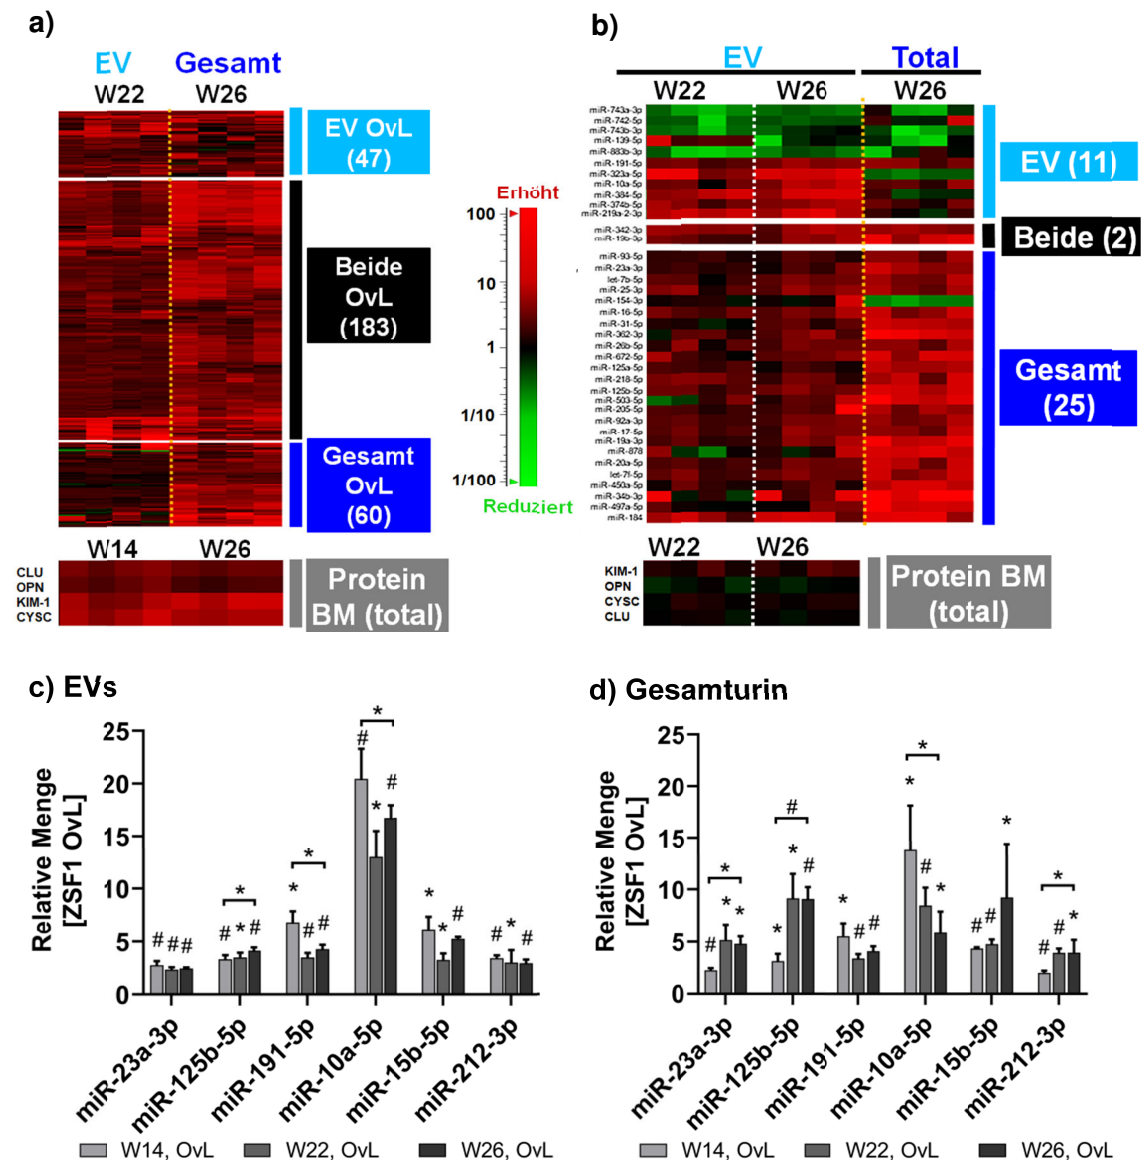 a)
EV
Gesamt
W22
W26
EV OvL
(47)
Beide
OvL
(183)
Gesamt
OvL
(60)
W14
W26
CLU
OPN
KIM-1
CYSC
Protein
BM (total)
Erhöht
100
10
1
1/10
1/100
Reduziert
b)
EV
Total
W22
W26
W26
miR-743a-3p
miR-742-5p
miR-743b-3p
miR-139-5p
miR-883b-3p
miR-191-5p
miR-323a-5p
miR-10a-5p
miR-384-5p
miR-374b-5p
miR-219a-2-3p
miR-342-3p
miR-19b-3p
miR-93-5p
miR-23a-3p
let-7b-5p
miR-25-3p
miR-154-3p
miR-16-5p
miR-31-5p
miR-362-3p
miR-26b-5p
miR-672-5p
miR-125a-5p
miR-218-5p
miR-125b-5p
miR-503-5p
miR-205-5p
miR-92a-3p
miR-17-5p
miR-19a-3p
miR-878
miR-20a-5p
let-7f-5p
miR-450a-5p
miR-34b-3p
miR-497a-5p
miR-184
EV (11)
Beide (2)
Gesamt
(25)
W22
W26
KIM-1
OPN
CYSC
CLU
Protein BM
(total)
c) EVs
Relative Menge
[ZSF1 OvL]
25
20
15
10
5
0
# # #
# * #
*
* # #
*
# * #
*
* * #
# * #
miR-23a-3p
miR-125b-5p
miR-191-5p
miR-10a-5p
miR-15b-5p
miR-212-3p
W14, OvL
W22, OvL
W26, OvL
d) Gesamturin
Relative Menge
[ZSF1 OvL]
25
20
15
10
5
0
# * *
*
* * #
#
* # #
* # *
*
# # *
# # *
*
miR-23a-3p
miR-125b-5p
miR-191-5p
miR-10a-5p
miR-15b-5p
miR-212-3p
W14, OvL
W22, OvL
W26, OvL